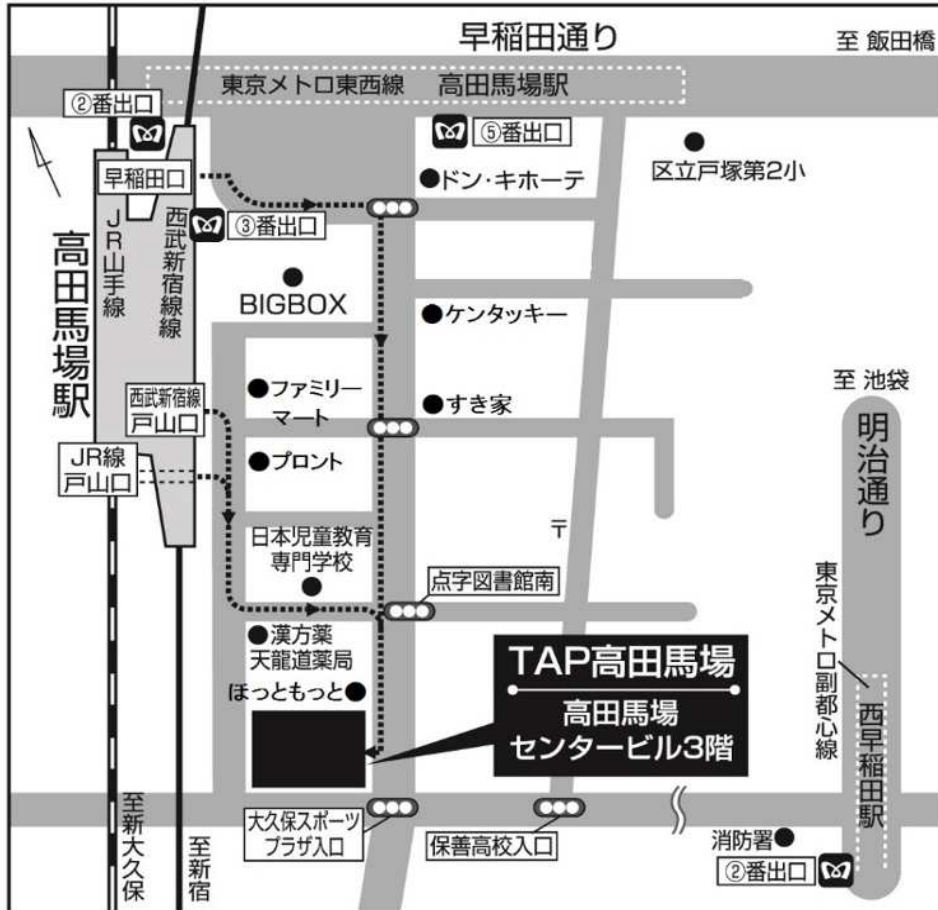 早稲田通り
至 飯田橋
東京メトロ東西線 高田馬場駅
②番出口
⑤番出口
早稲田口
ドン・キホーテ
区立戸塚第2小
③番出口
高田馬場駅
JR山手線
西武新宿線線
BIGBOX
ケンタッキー
西武新宿線
戸山口
ファミリー
マート
すき家
至 池袋
明治通り
JR線
戸山口
プロント
〒
日本児童教育
専門学校
点字図書館南
東京メトロ副都心線
漢方薬
天龍道薬局
ほっともっと
TAP高田馬場
高田馬場
センタービル3階
西早稲田駅
至新大久保
至新宿
大久保スポーツ
プラザ入口
保善高校入口
消防署
②番出口